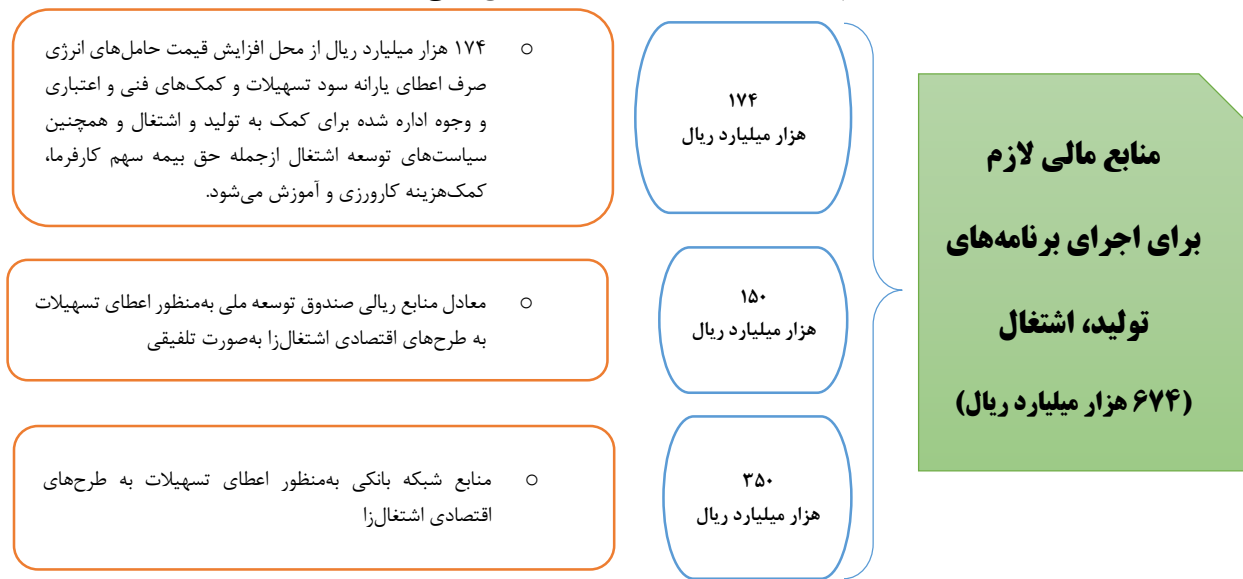 منابع مالی لازم
برای اجرای برنامه‌های
تولید، اشتغال
(۶۷۴ هزار میلیارد ریال)
۱۷۴
هزار میلیارد ریال
۱۷۴ هزار میلیارد ریال از محل افزایش قیمت حامل‌های انرژی
صرف اعطای یارانه سود تسهیلات و کمک‌های فنی و اعتباری
و وجوه اداره شده برای کمک به تولید و اشتغال و همچنین
سیاست‌های توسعه اشتغال ازجمله حق بیمه سهم کارفرما،
کمک‌هزینه کارورزی و آموزش می‌شود.
۱۵۰
هزار میلیارد ریال
معادل منابع ریالی صندوق توسعه ملی به‌منظور اعطای تسهیلات
به طرح‌های اقتصادی اشتغال‌زا به‌صورت تلفیقی
۳۵۰
هزار میلیارد ریال
منابع شبکه بانکی به‌منظور اعطای تسهیلات به طرح‌های
اقتصادی اشتغال‌زا